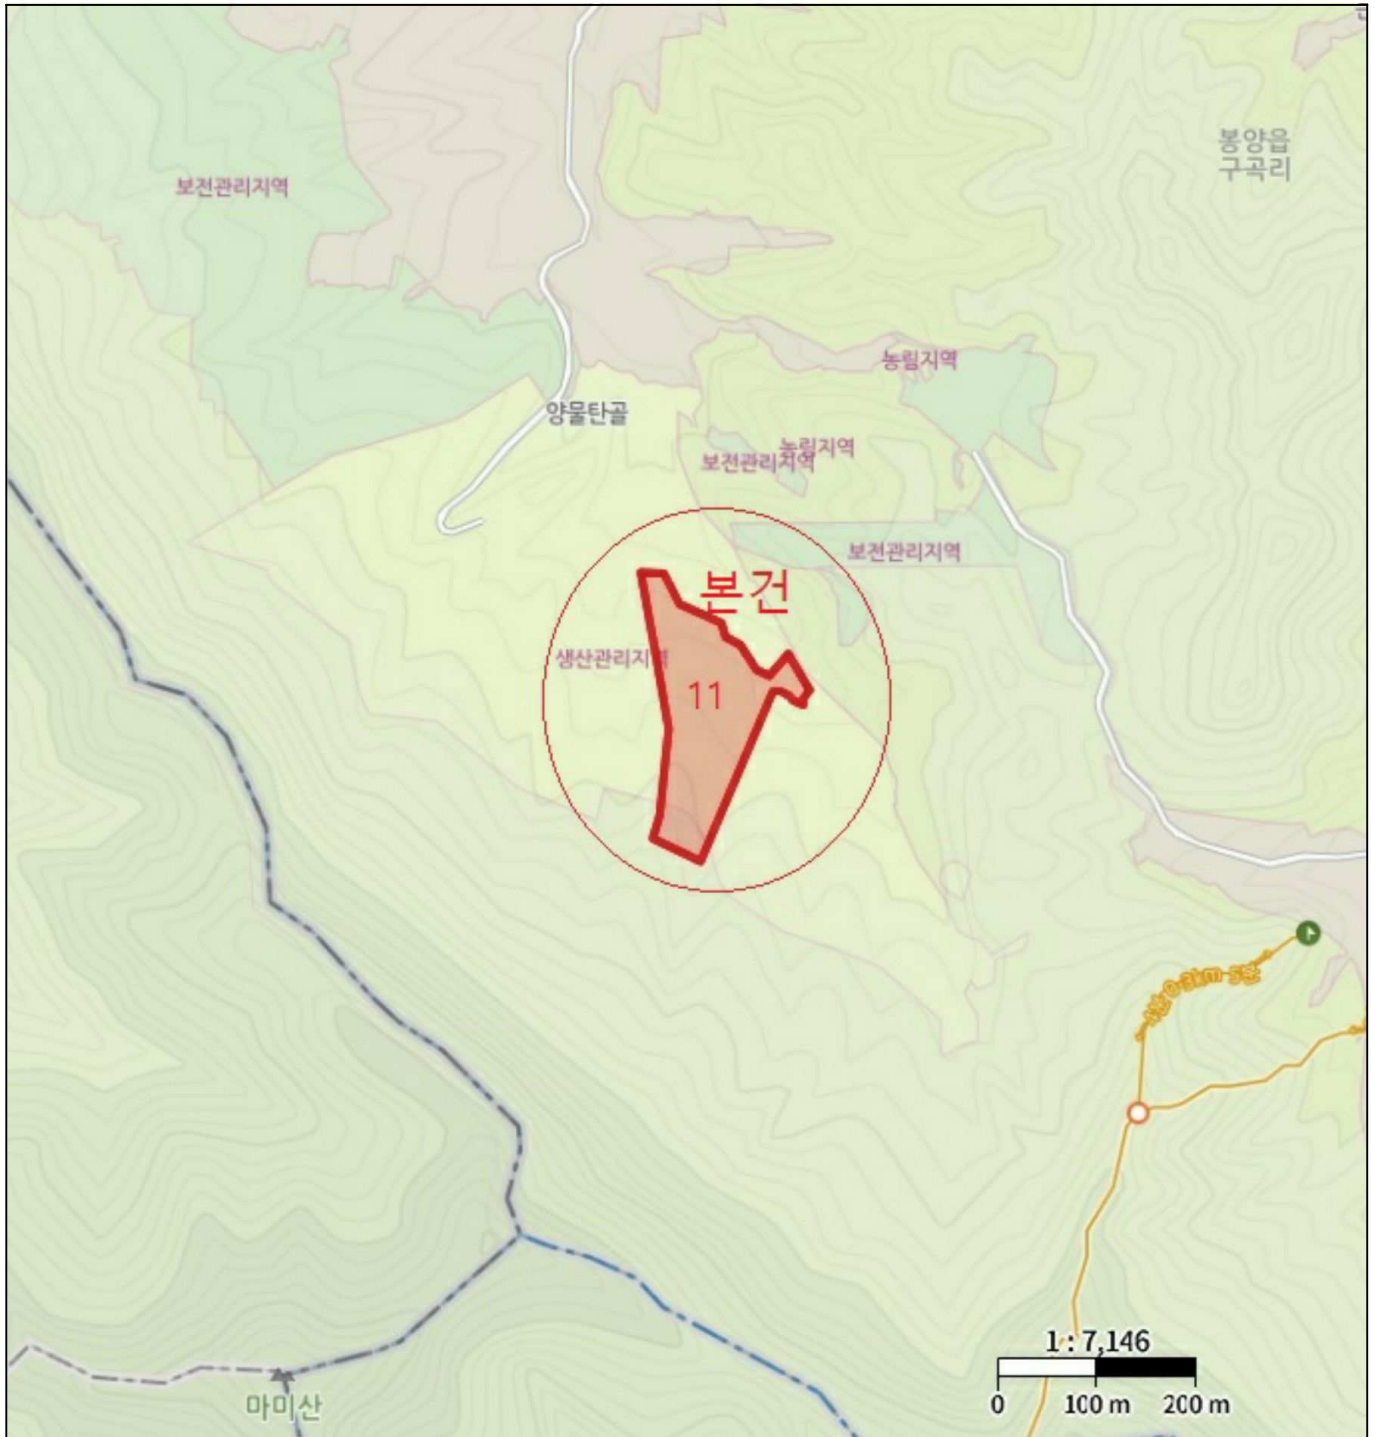 봉양읍
구곡리
보전관리지역
농림지역
양물탄골
농림지역
보전관리지역
보전관리지역
본건
생산관리지
11
0.3km
1 : 7,146
0 100 m 200 m
마미산